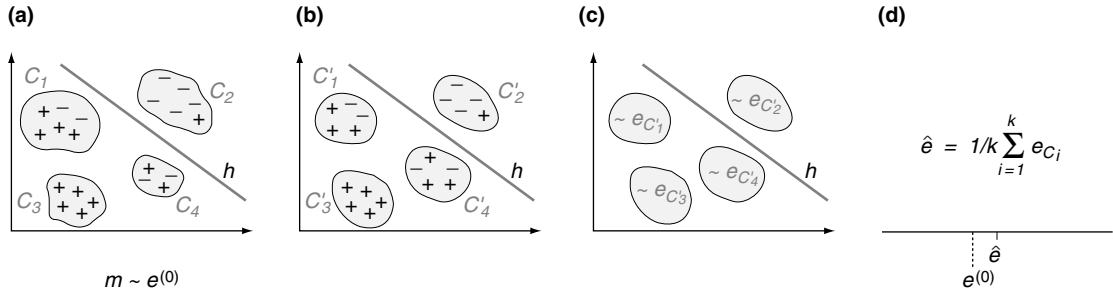 (a)
C1
C2
C3
C4
h
m ~ e(0)
(b)
C'1
C'2
C'3
C'4
h
(c)
~ eC'1
~ eC'2
~ eC'3
~ eC'4
h
(d)
ê = 1/k k∑i=1 eCi
ê
e(0)